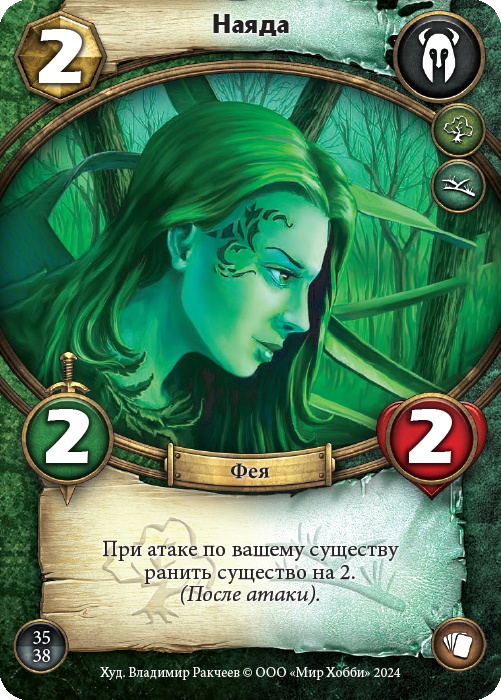 Наяда
2
2
2
Фея
При атаке по вашему существу
ранить существо на 2.
(После атаки).
35
38
Худ. Владимир Ракчеев © ООО «Мир Хобби» 2024